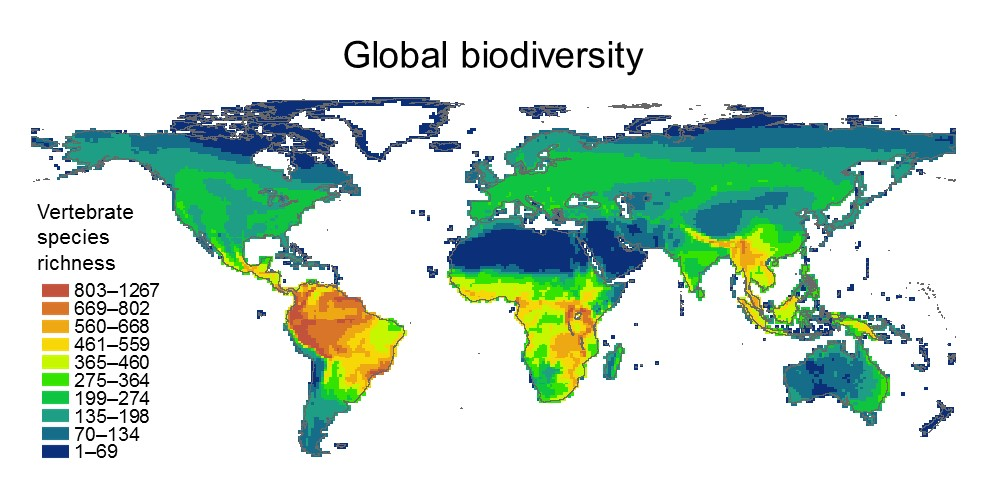 Global biodiversity
Vertebrate
species
richness
803–1267
669–802
560–668
461–559
365–460
275–364
199–274
135–198
70–134
1–69